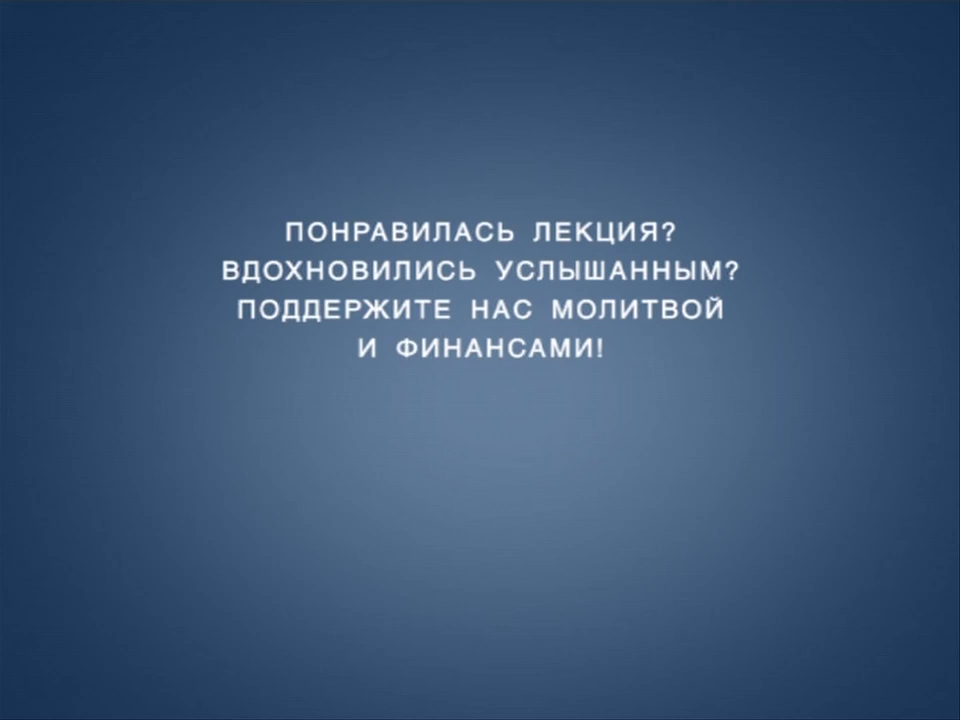 ПОНРАВИЛАСЬ ЛЕКЦИЯ?
ВДОХНОВИЛИСЬ УСЛЫШАННЫМ?
ПОДДЕРЖИТЕ НАС МОЛИТВОЙ
И ФИНАНСАМИ!